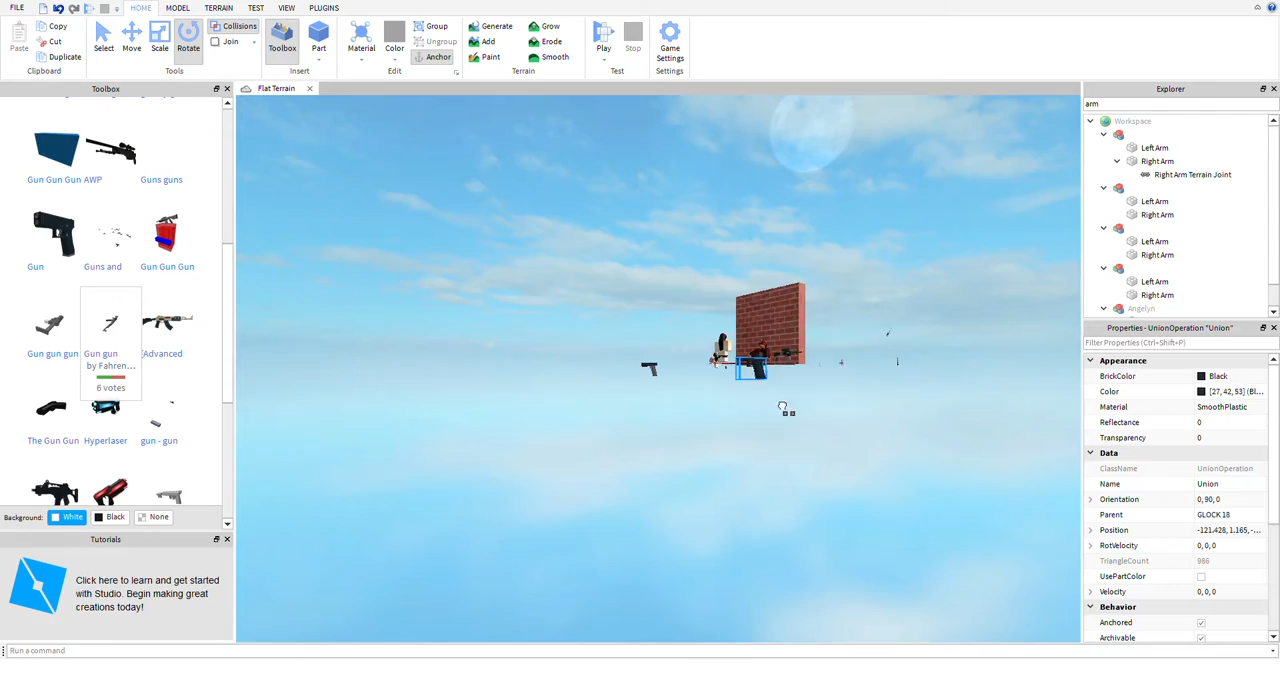 FILE HOME MODEL TERRAIN TEST VIEW PLUGINS
Paste Copy Cut Duplicate Clipboard
Select Move Scale Rotate Collisions Join Tools
Toolbox Part Insert
Material Color Group Ungroup Anchor Edit
Generate Add Paint Grow Erode Smooth Terrain
Play Stop Test
Game Settings Settings
Toolbox
Gun Gun Gun AWP Guns guns
Gun Guns and Gun Gun Gun
Gun gun gun Gun gun [Advanced
by Fahren...
6 votes
The Gun Gun Hyperlaser gun - gun
Background: White Black None
Tutorials
Click here to learn and get started
with Studio. Begin making great
creations today!
Flat Terrain
Explorer
arm
Workspace
Left Arm
Right Arm
Right Arm Terrain Joint
Left Arm
Right Arm
Left Arm
Right Arm
Left Arm
Right Arm
Angelyn
Properties - UnionOperation "Union"
Filter Properties (Ctrl+Shift+P)
Appearance
BrickColor Black
Color [27, 42, 53] (Bl...
Material SmoothPlastic
Reflectance 0
Transparency 0
Data
ClassName UnionOperation
Name Union
Orientation 0, 90, 0
Parent GLOCK 18
Position -121.428, 1.165, -...
RotVelocity 0, 0, 0
TriangleCount 986
UsePartColor
Velocity 0, 0, 0
Behavior
Anchored
Archivable
Run a command